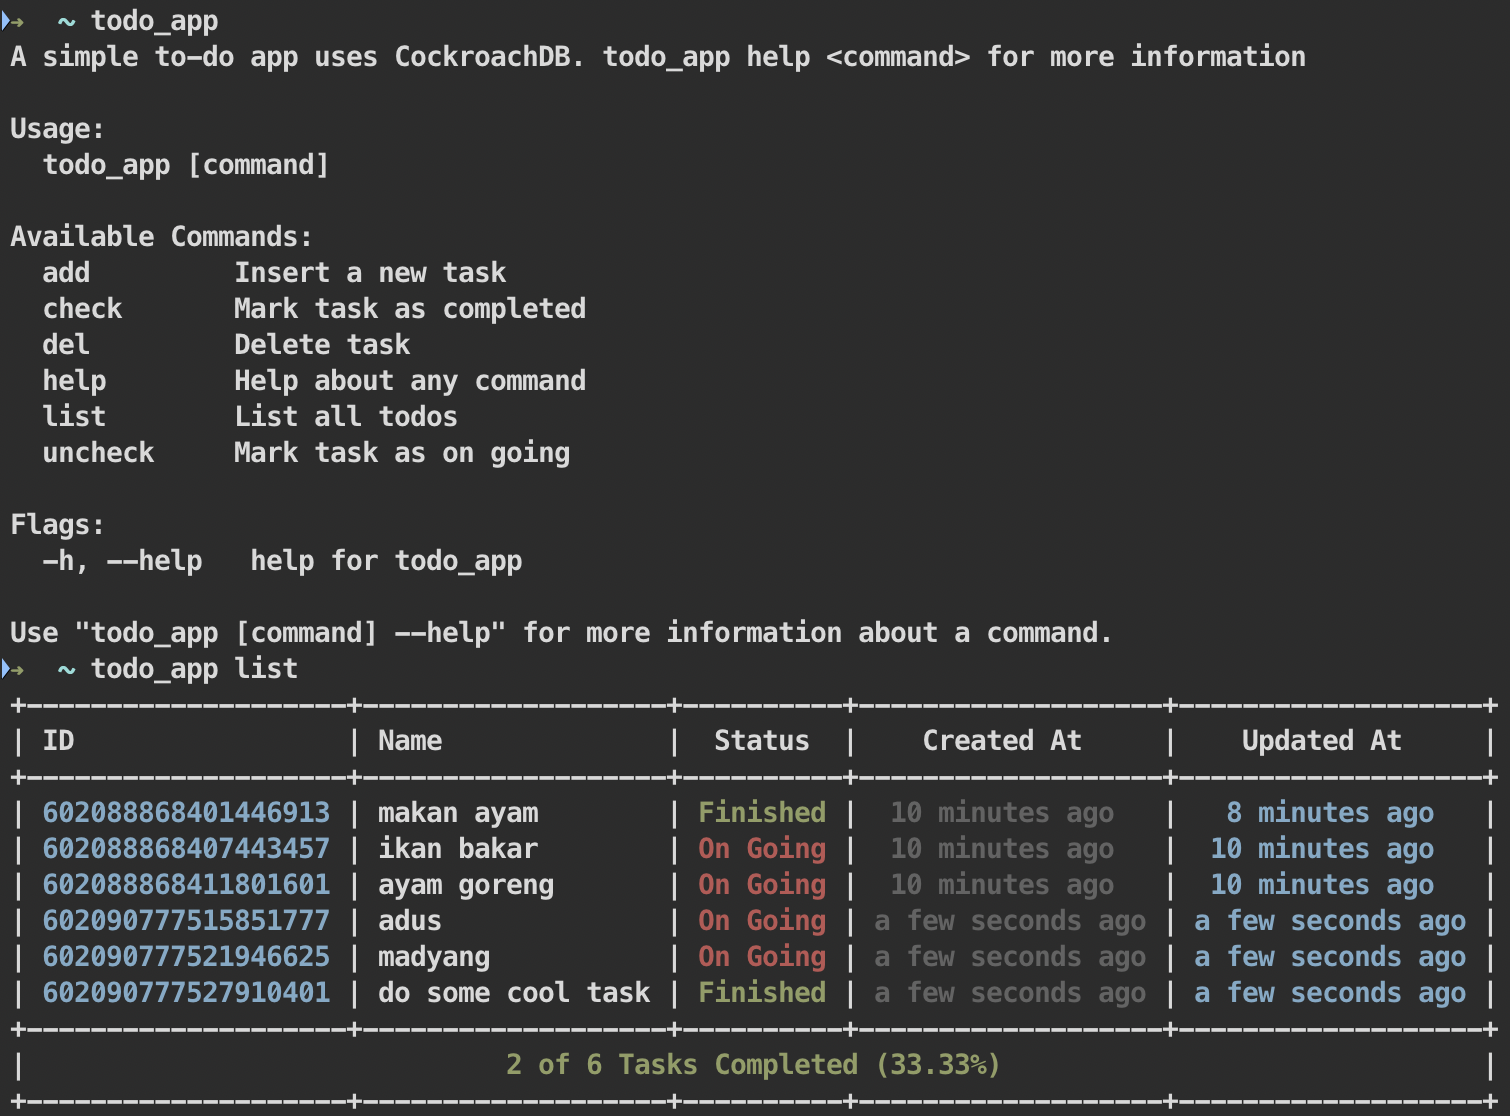 ➜  ~ todo_app
A simple to-do app uses CockroachDB. todo_app help <command> for more information
Usage:
  todo_app [command]
Available Commands:
  add         Insert a new task
  check       Mark task as completed
  del         Delete task
  help        Help about any command
  list        List all todos
  uncheck     Mark task as on going
Flags:
  -h, --help   help for todo_app
Use "todo_app [command] --help" for more information about a command.
➜  ~ todo_app list
+--------------------+-------------------+----------+-------------------+-------------------+
| ID                 | Name              |  Status  |    Created At     |    Updated At     |
+--------------------+-------------------+----------+-------------------+-------------------+
| 602088868401446913 | makan ayam        | Finished |  10 minutes ago   |   8 minutes ago   |
| 602088868407443457 | ikan bakar        | On Going |  10 minutes ago   |  10 minutes ago   |
| 602088868411801601 | ayam goreng       | On Going |  10 minutes ago   |  10 minutes ago   |
| 602090777515851777 | adus              | On Going | a few seconds ago | a few seconds ago |
| 602090777521946625 | madyang           | On Going | a few seconds ago | a few seconds ago |
| 602090777527910401 | do some cool task | Finished | a few seconds ago | a few seconds ago |
+--------------------+-------------------+----------+-------------------+-------------------+
|                              2 of 6 Tasks Completed (33.33%)                              |
+--------------------+-------------------+----------+-------------------+-------------------+